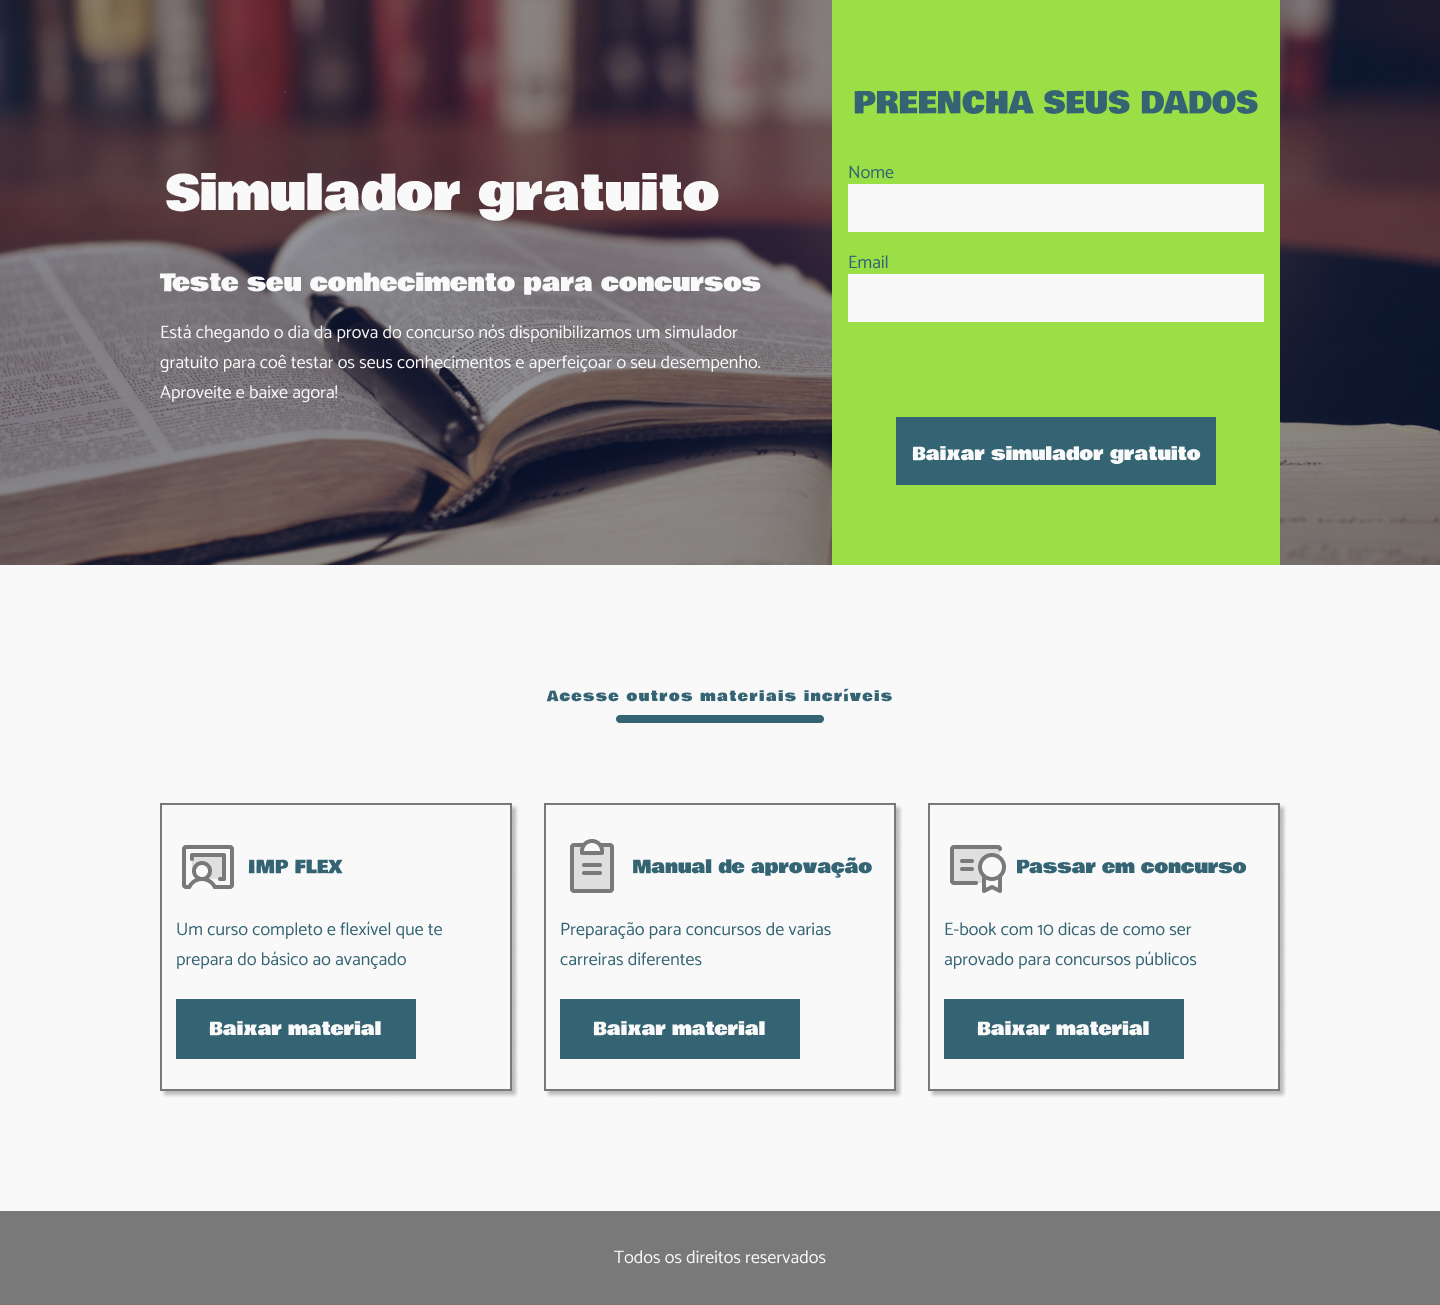 Simulador gratuito
Teste seu conhecimento para concursos
Está chegando o dia da prova do concurso nós disponibilizamos um simulador
gratuito para coê testar os seus conhecimentos e aperfeiçoar o seu desempenho.
Aproveite e baixe agora!
PREENCHA SEUS DADOS
Nome
Email
Baixar simulador gratuito
Acesse outros materiais incríveis
IMP FLEX
Um curso completo e flexível que te
prepara do básico ao avançado
Baixar material
Manual de aprovação
Preparação para concursos de varias
carreiras diferentes
Baixar material
Passar em concurso
E-book com 10 dicas de como ser
aprovado para concursos públicos
Baixar material
Todos os direitos reservados